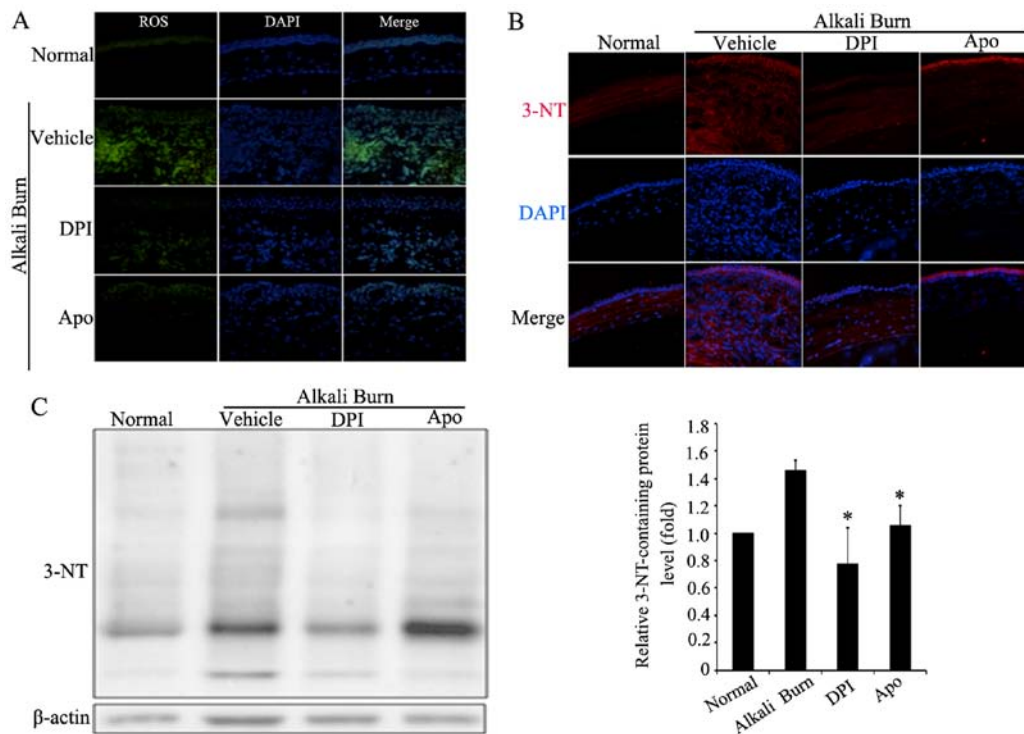 A
ROS DAPI Merge
Normal
Vehicle
DPI
Apo
Alkali Burn
B
Alkali Burn
Normal Vehicle DPI Apo
3-NT
DAPI
Merge
C
Alkali Burn
Normal Vehicle DPI Apo
3-NT
β-actin
Relative 3-NT-containing protein
level (fold)
1.8
1.6
1.4
1.2
1.0
0.8
0.6
0.4
0.2
0
* *
Normal Alkali Burn DPI Apo